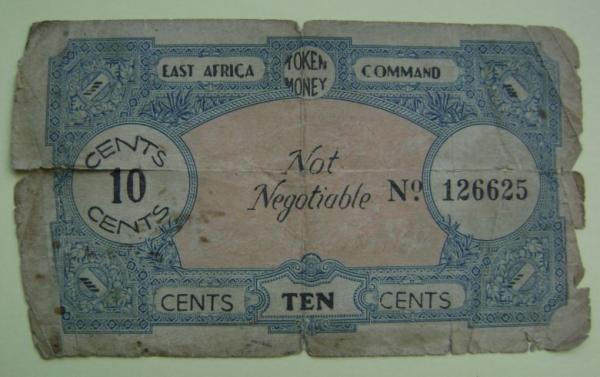 EAST AFRICA TOKEN MONEY COMMAND
CENTS 10 CENTS
Not
Negotiable
No. 126625
CENTS TEN CENTS